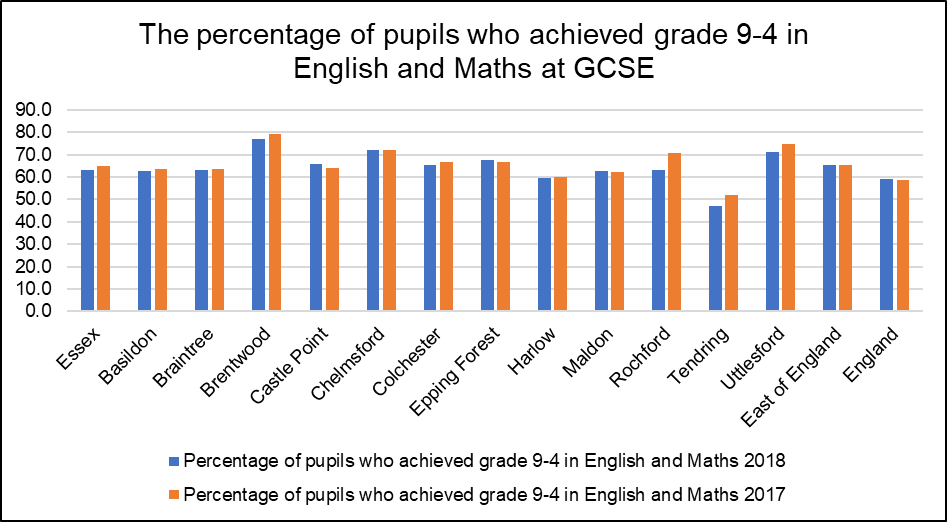 The percentage of pupils who achieved grade 9-4 in
English and Maths at GCSE
90.0
80.0
70.0
60.0
50.0
40.0
30.0
20.0
10.0
0.0
Essex
Basildon
Braintree
Brentwood
Castle Point
Chelmsford
Colchester
Epping Forest
Harlow
Maldon
Rochford
Tendring
Uttlesford
East of England
England
Percentage of pupils who achieved grade 9-4 in English and Maths 2018
Percentage of pupils who achieved grade 9-4 in English and Maths 2017